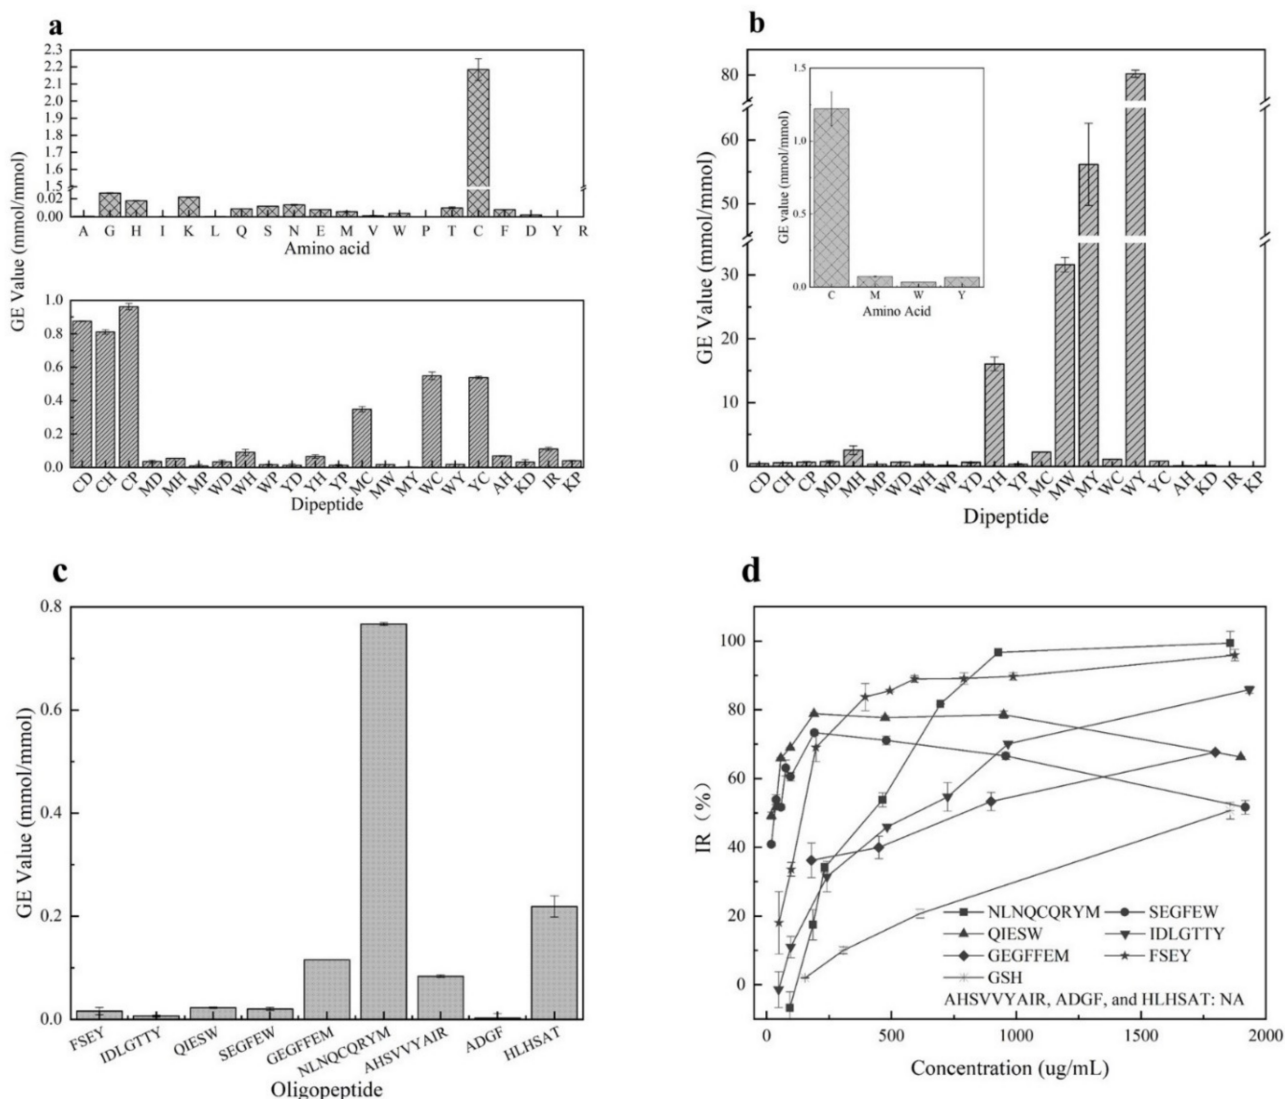 a
2.3
2.2
2.1
2.0
1.9
1.8
1.7
1.6
1.5
0.02
0.00
A G H I K L Q S N E M V W P T C F D Y R
Amino acid
GE Value (mmol/mmol)
1.0
0.8
0.6
0.4
0.2
0.0
CD CH CP MD MH MP WD WH WP YD YH YP MC MW MY WC WY YC AH KD IR KP
Dipeptide
b
80
60
50
30
20
10
0
GE Value (mmol/mmol)
1.5
1.0
0.5
0.0
GE value (mmol/mmol)
C M W Y
Amino Acid
CD CH CP MD MH MP WD WH WP YD YH YP MC MW MY WC WY YC AH KD IR KP
Dipeptide
c
0.8
0.6
0.4
0.2
0.0
GE Value (mmol/mmol)
FSEY IDLGTTY QIESW SEGFEW GEGFFEM NLNQCQRYM AHSVVYAIR ADGF HLHSAT
Oligopeptide
d
100
80
60
40
20
0
IR (%)
NLNQCQRYM SEGFEW
QIESW IDLGTTY
GEGFFEM FSEY
GSH
AHSVVYAIR, ADGF, and HLHSAT: NA
0 500 1000 1500 2000
Concentration (ug/mL)